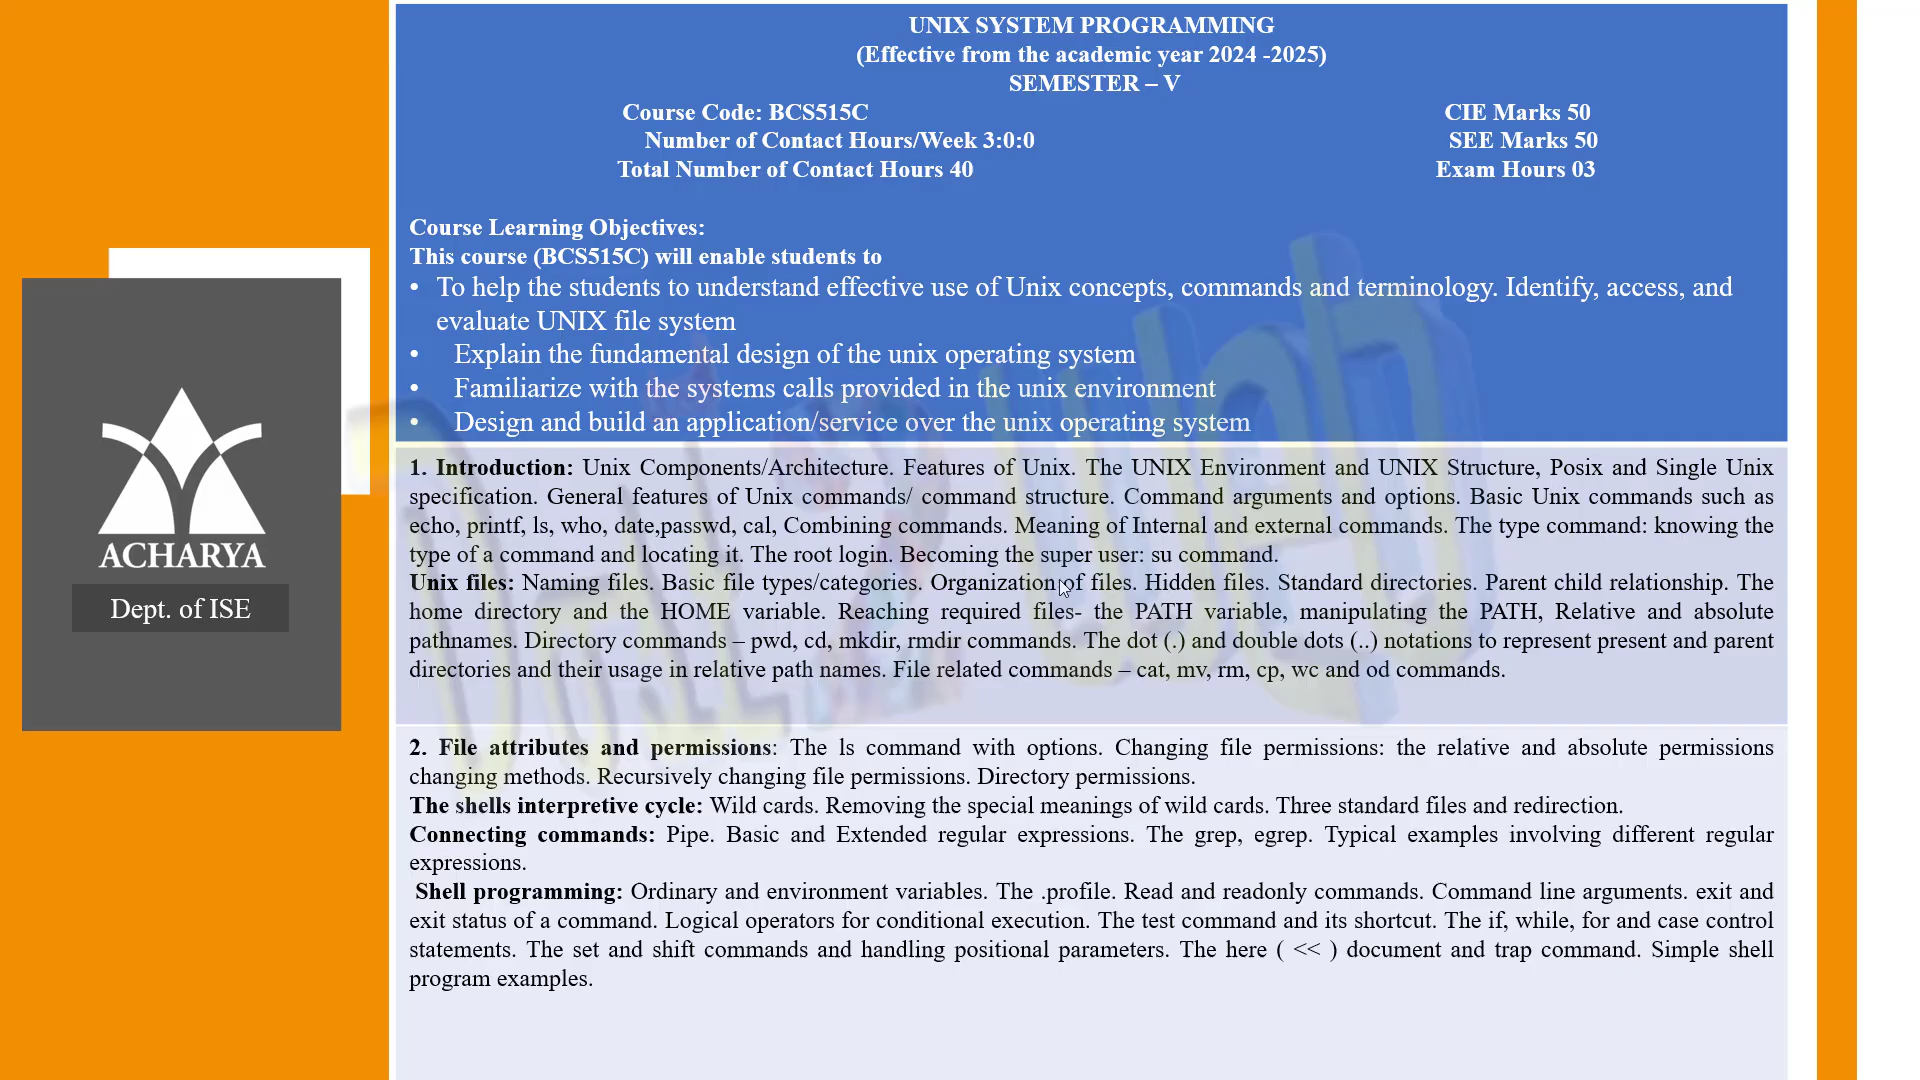 UNIX SYSTEM PROGRAMMING
(Effective from the academic year 2024 -2025)
SEMESTER – V
Course Code: BCS515C CIE Marks 50
Number of Contact Hours/Week 3:0:0 SEE Marks 50
Total Number of Contact Hours 40 Exam Hours 03
Course Learning Objectives:
This course (BCS515C) will enable students to
• To help the students to understand effective use of Unix concepts, commands and terminology. Identify, access, and
evaluate UNIX file system
• Explain the fundamental design of the unix operating system
• Familiarize with the systems calls provided in the unix environment
• Design and build an application/service over the unix operating system
1. Introduction: Unix Components/Architecture. Features of Unix. The UNIX Environment and UNIX Structure, Posix and Single Unix
specification. General features of Unix commands/ command structure. Command arguments and options. Basic Unix commands such as
echo, printf, ls, who, date,passwd, cal, Combining commands. Meaning of Internal and external commands. The type command: knowing the
type of a command and locating it. The root login. Becoming the super user: su command.
Unix files: Naming files. Basic file types/categories. Organization of files. Hidden files. Standard directories. Parent child relationship. The
home directory and the HOME variable. Reaching required files- the PATH variable, manipulating the PATH, Relative and absolute
pathnames. Directory commands – pwd, cd, mkdir, rmdir commands. The dot (.) and double dots (..) notations to represent present and parent
directories and their usage in relative path names. File related commands – cat, mv, rm, cp, wc and od commands.
2. File attributes and permissions: The ls command with options. Changing file permissions: the relative and absolute permissions
changing methods. Recursively changing file permissions. Directory permissions.
The shells interpretive cycle: Wild cards. Removing the special meanings of wild cards. Three standard files and redirection.
Connecting commands: Pipe. Basic and Extended regular expressions. The grep, egrep. Typical examples involving different regular
expressions.
Shell programming: Ordinary and environment variables. The .profile. Read and readonly commands. Command line arguments. exit and
exit status of a command. Logical operators for conditional execution. The test command and its shortcut. The if, while, for and case control
statements. The set and shift commands and handling positional parameters. The here ( << ) document and trap command. Simple shell
program examples.
ACHARYA
Dept. of ISE